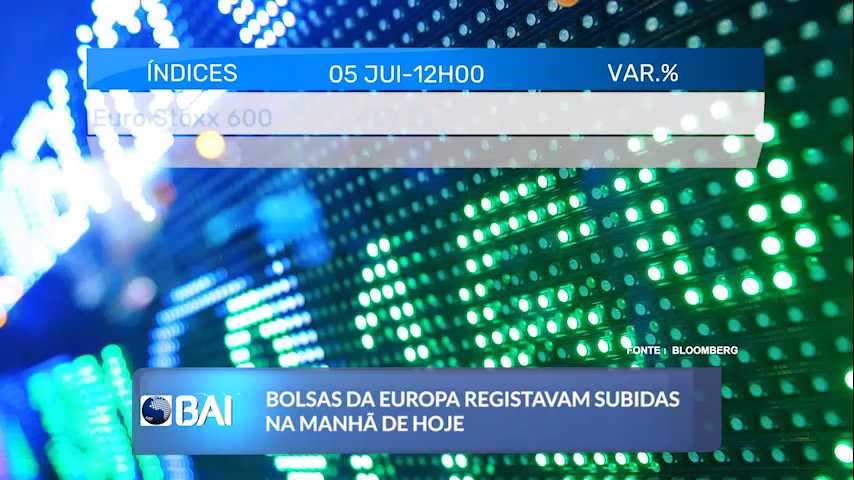 ÍNDICES 05 JUI-12H00 VAR.%
Euro Stoxx 600
FONTE : BLOOMBERG
BAI BOLSAS DA EUROPA REGISTAVAM SUBIDAS
NA MANHÃ DE HOJE